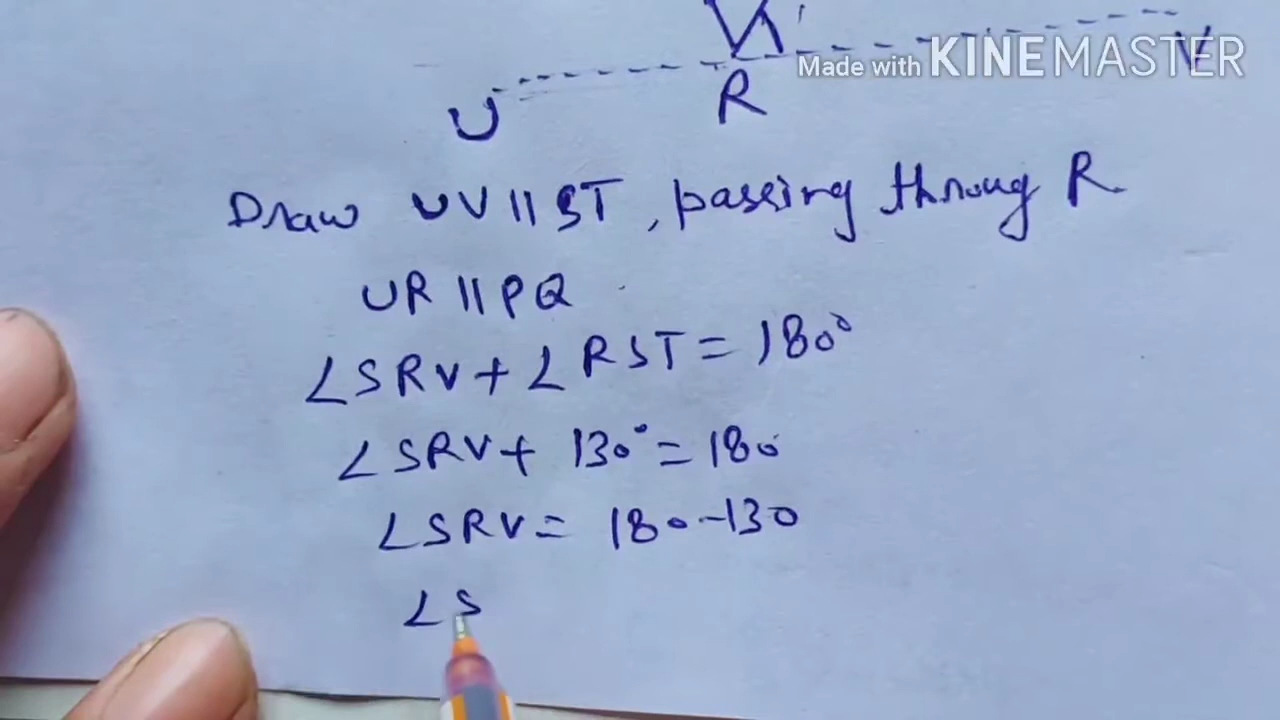 Made with KINEMASTER
V
U
R
Draw UV || ST, passing throug R
UR || PQ
∠SRV + ∠RST = 180°
∠SRV + 130° = 180
∠SRV = 180 - 130
∠S